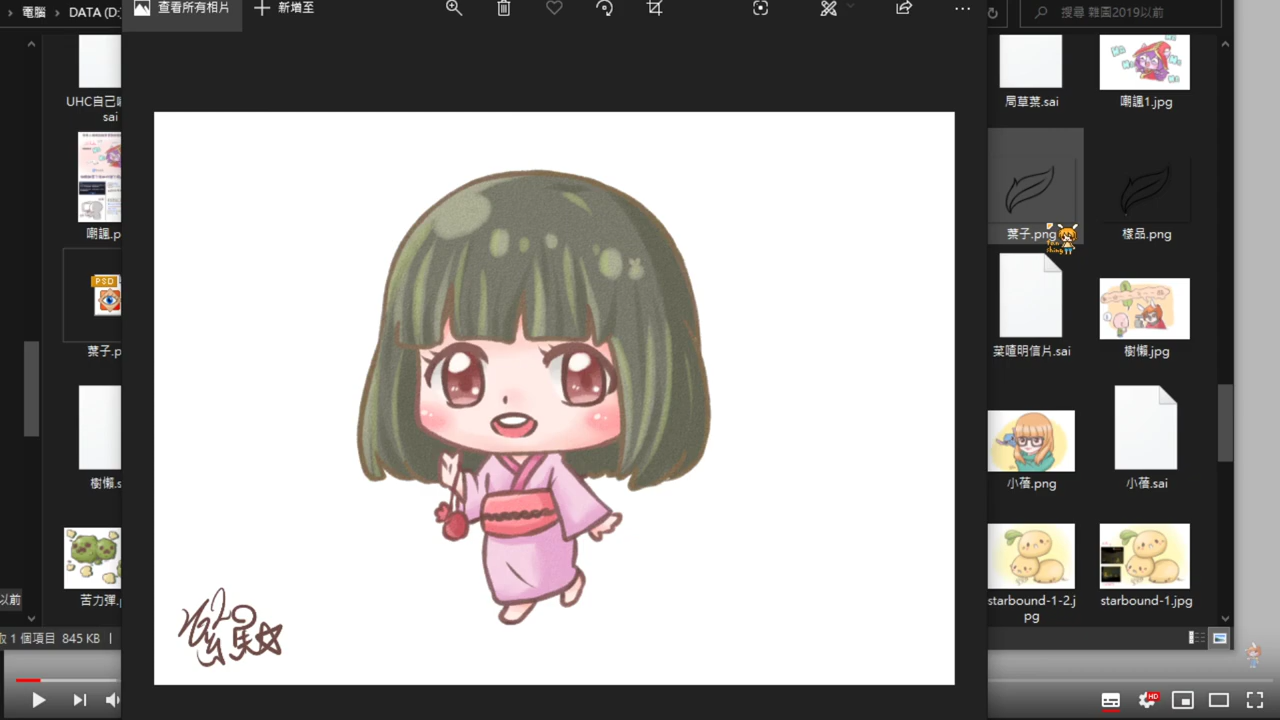 電腦 > DATA (D:
查看所有相片
新增至
搜尋 雜園2019以前
UHC自己
sai
嘲諷.p
PSD
葉子.p
樹懶.s
苦力彈.
以前
1 個項目 845 KB
局草葉.sai
嘲諷1.jpg
葉子.png
樣品.png
菜喳明信片.sai
樹懶.jpg
小蓓.png
小蓓.sai
starbound-1-2.j
pg
starbound-1.jpg
HD